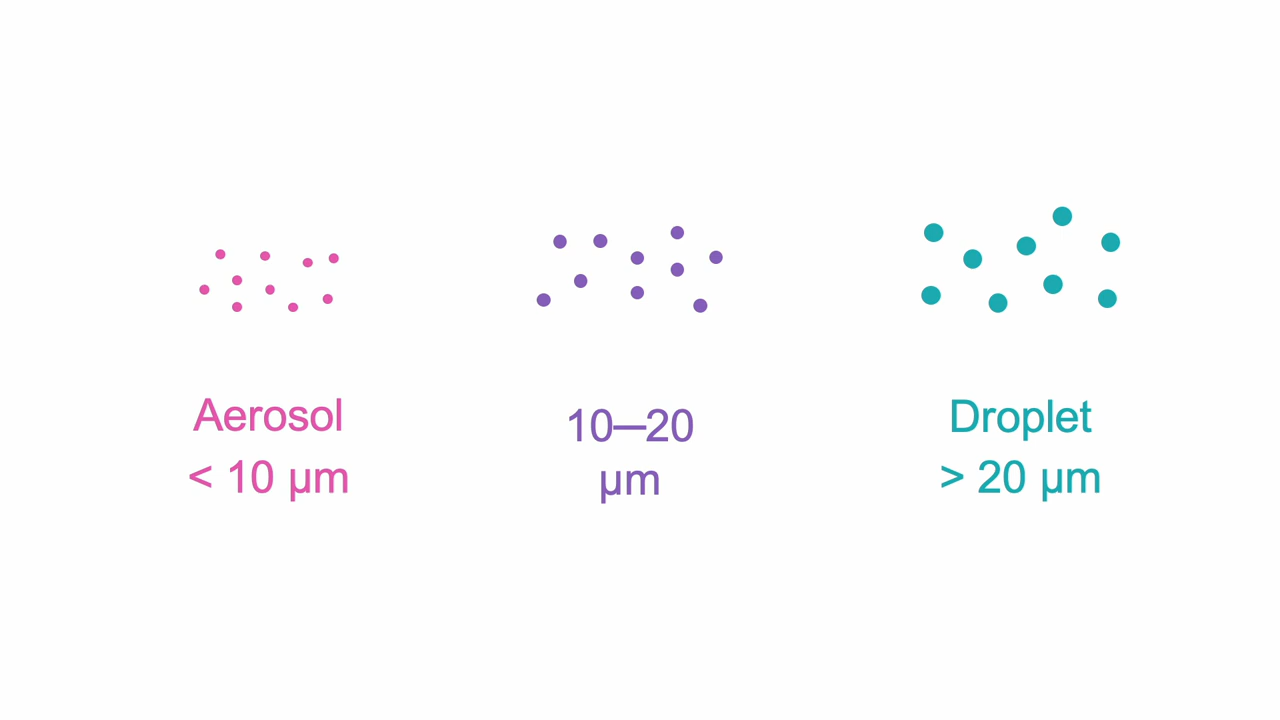 Aerosol
< 10 μm
10—20
μm
Droplet
> 20 μm